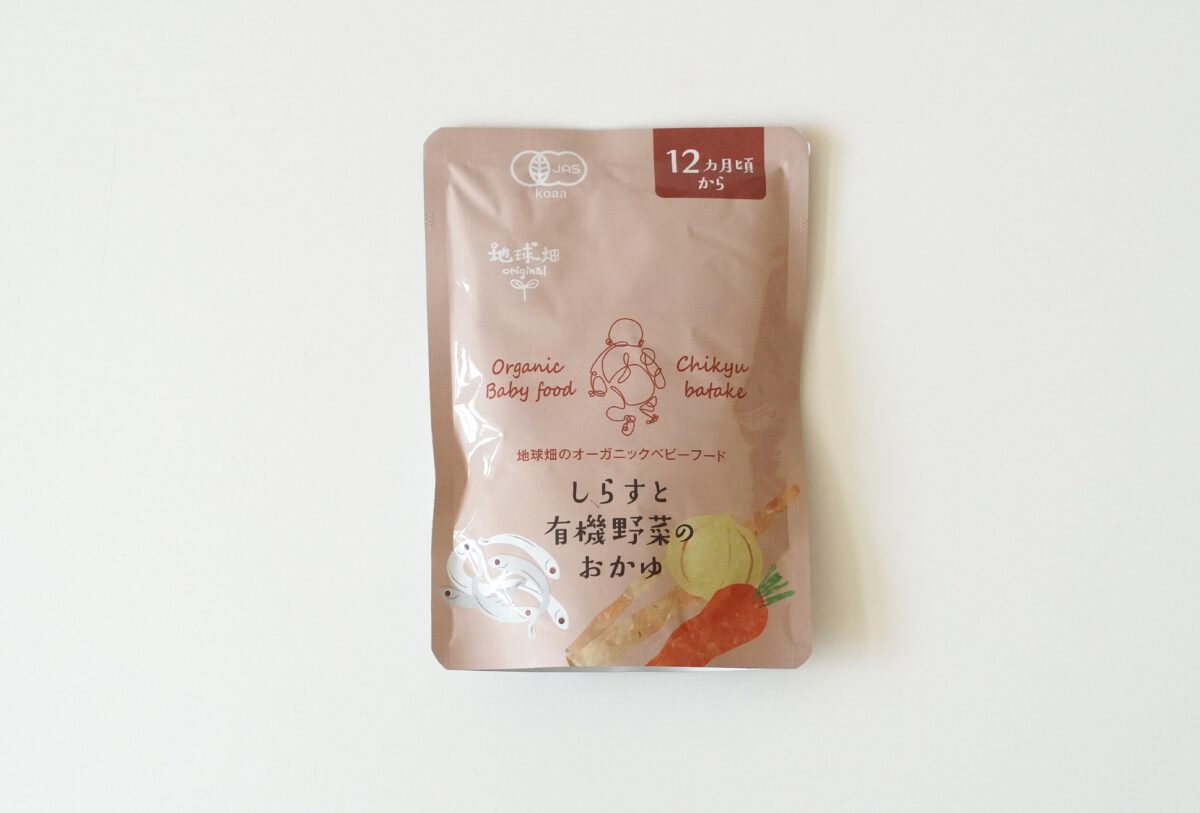 JAS
koaa
12カ月頃
から
地球畑
original
Organic
Baby food
Chikyu
batake
地球畑のオーガニックベビーフード
しらすと
有機野菜の
おかゆ